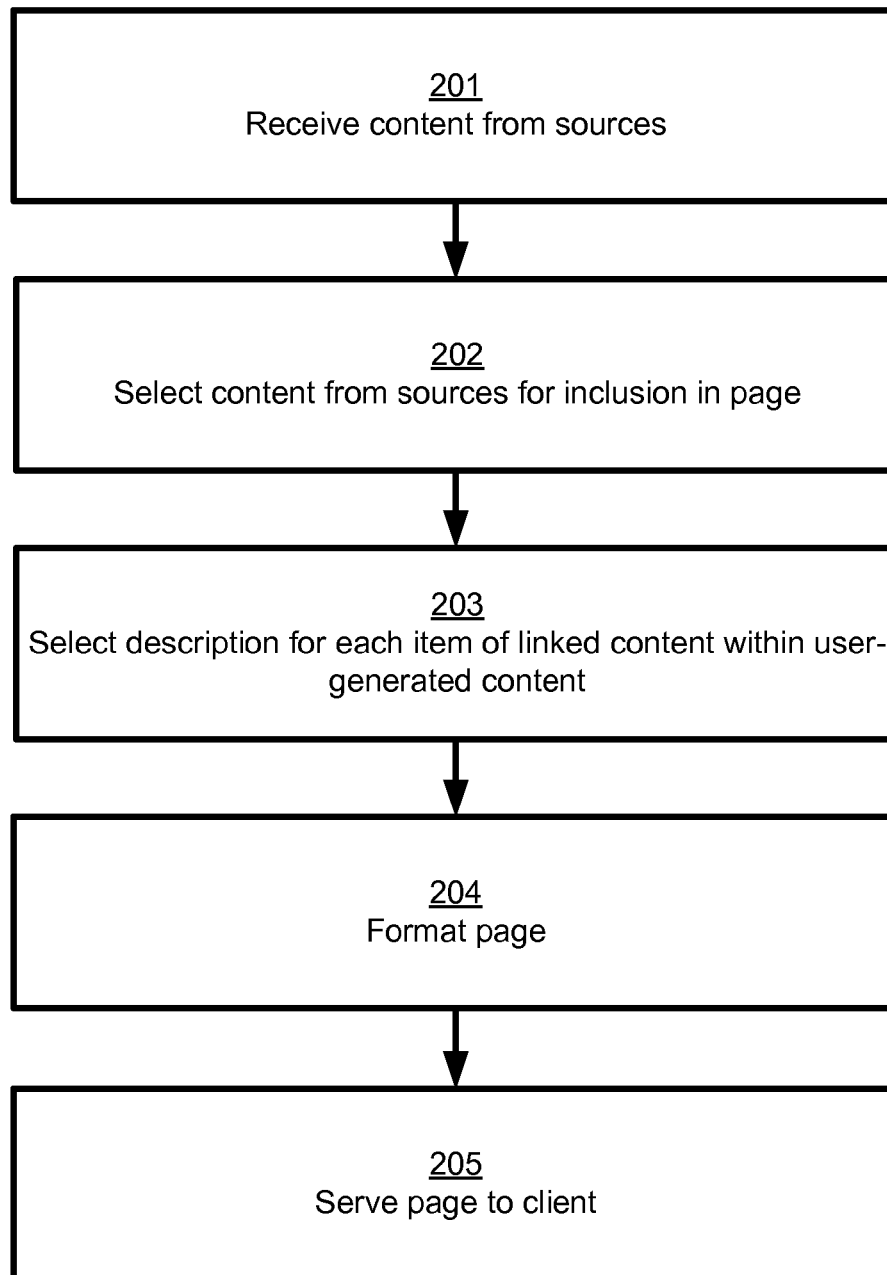 201
Receive content from sources
202
Select content from sources for inclusion in page
203
Select description for each item of linked content within user-
generated content
204
Format page
205
Serve page to client